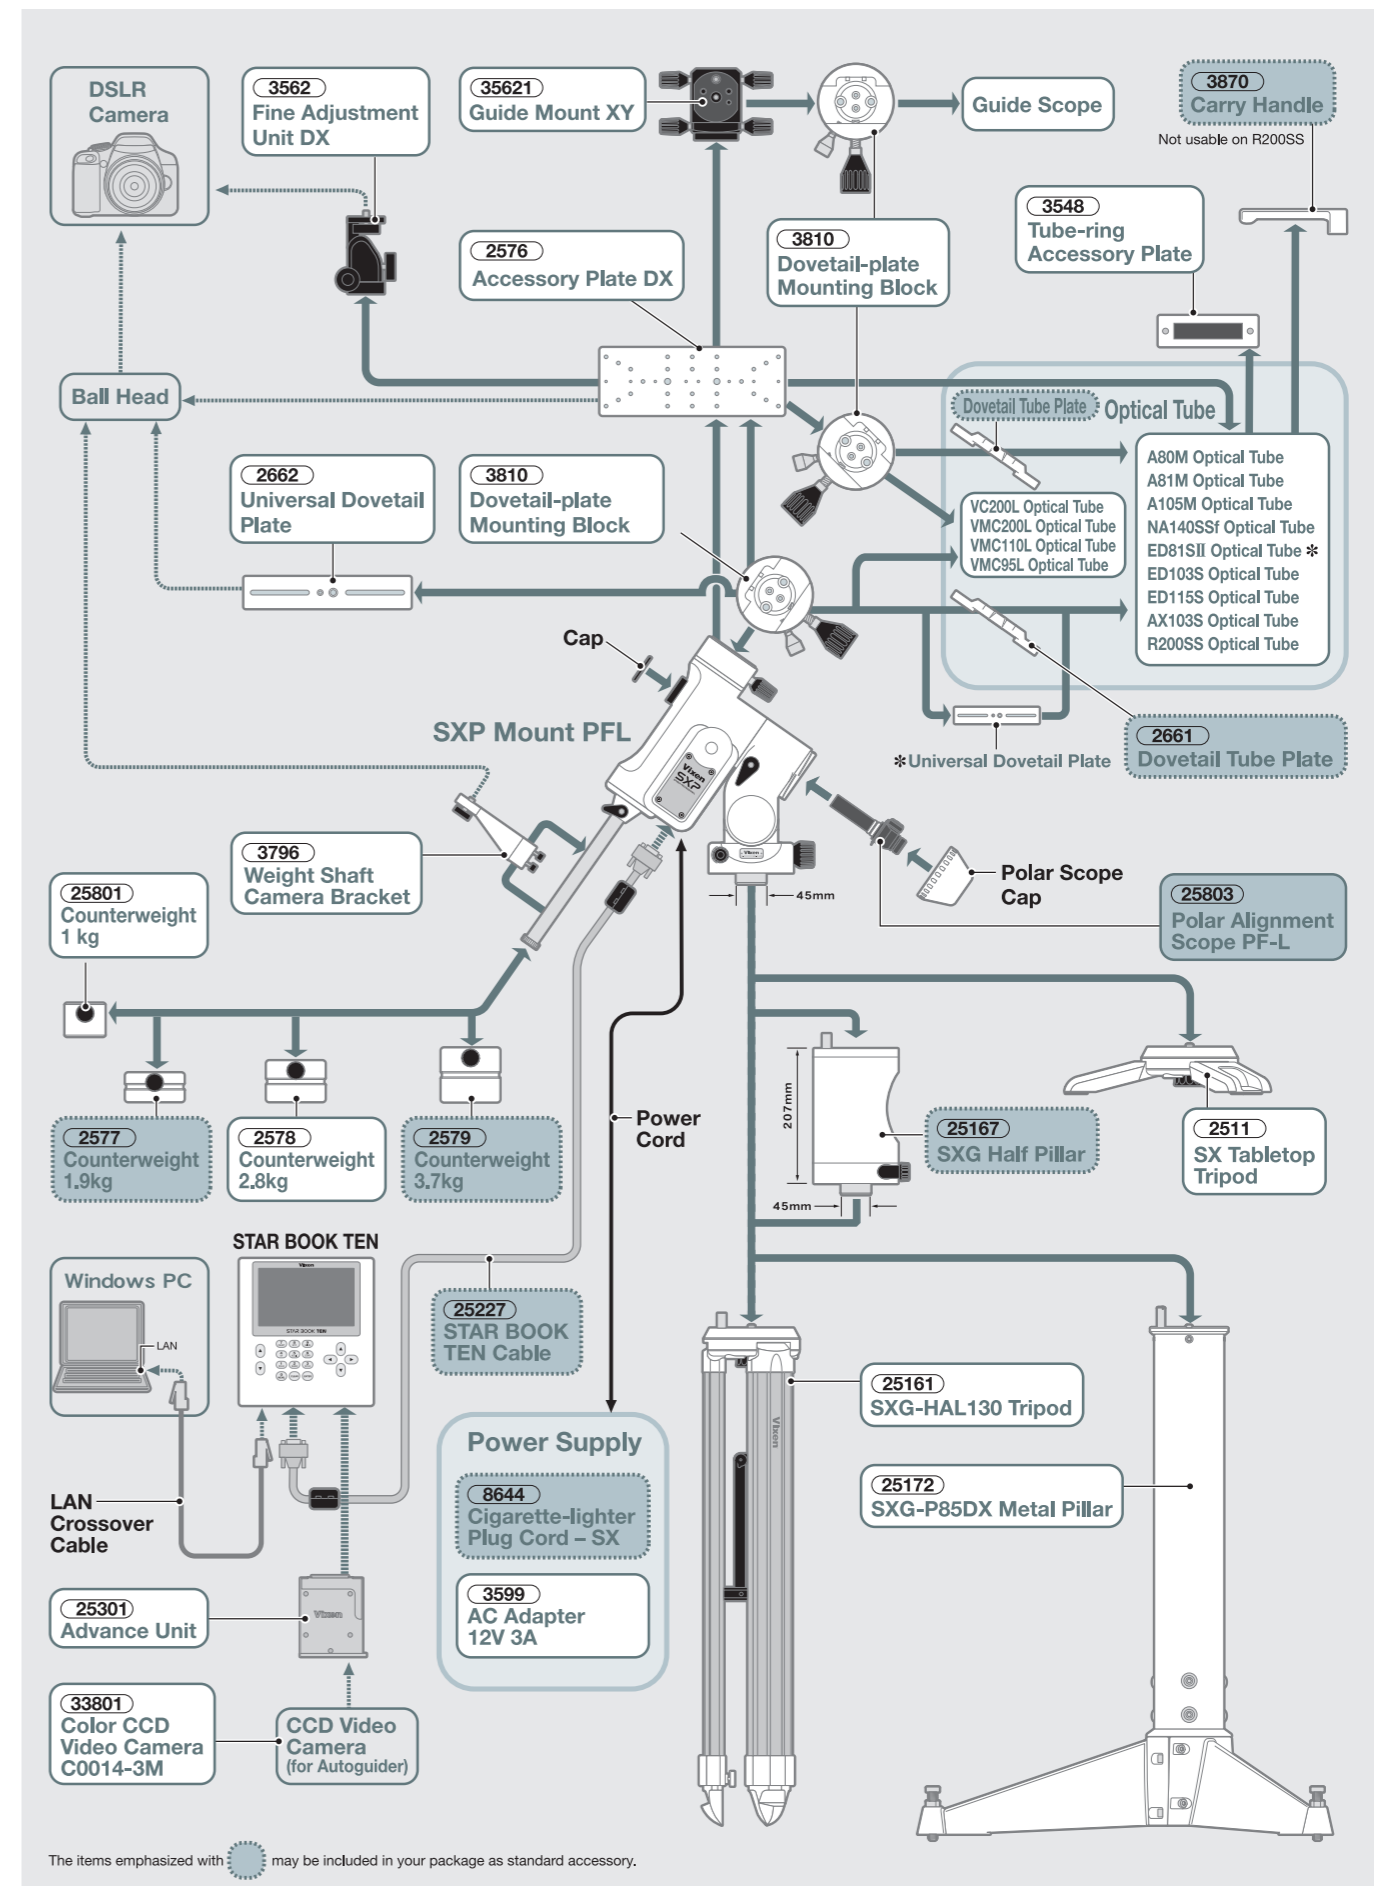 DSLR
Camera
3562
Fine Adjustment
Unit DX
35621
Guide Mount XY
Guide Scope
3870
Carry Handle
Not usable on R200SS
3548
Tube-ring
Accessory Plate
2576
Accessory Plate DX
3810
Dovetail-plate
Mounting Block
Ball Head
Dovetail Tube Plate
Optical Tube
2662
Universal Dovetail
Plate
3810
Dovetail-plate
Mounting Block
VC200L Optical Tube
VMC200L Optical Tube
VMC110L Optical Tube
VMC95L Optical Tube
A80M Optical Tube
A81M Optical Tube
A105M Optical Tube
NA140SSf Optical Tube
ED81SII Optical Tube *
ED103S Optical Tube
ED115S Optical Tube
AX103S Optical Tube
R200SS Optical Tube
Cap
SXP Mount PFL
*Universal Dovetail Plate
2661
Dovetail Tube Plate
Vixen
SXP
Vixen
3796
Weight Shaft
Camera Bracket
45mm
Polar Scope
Cap
25801
Counterweight
1 kg
25803
Polar Alignment
Scope PF-L
207mm
Power
Cord
25167
SXG Half Pillar
2511
SX Tabletop
Tripod
2577
Counterweight
1.9kg
2578
Counterweight
2.8kg
2579
Counterweight
3.7kg
45mm
STAR BOOK TEN
Vixen
STAR BOOK TEN
Windows PC
LAN
25227
STAR BOOK
TEN Cable
25161
SXG-HAL130 Tripod
Vixen
Power Supply
8644
Cigarette-lighter
Plug Cord – SX
3599
AC Adapter
12V 3A
25172
SXG-P85DX Metal Pillar
LAN
Crossover
Cable
25301
Advance Unit
Vixen
33801
Color CCD
Video Camera
C0014-3M
CCD Video
Camera
(for Autoguider)
The items emphasized with may be included in your package as standard accessory.